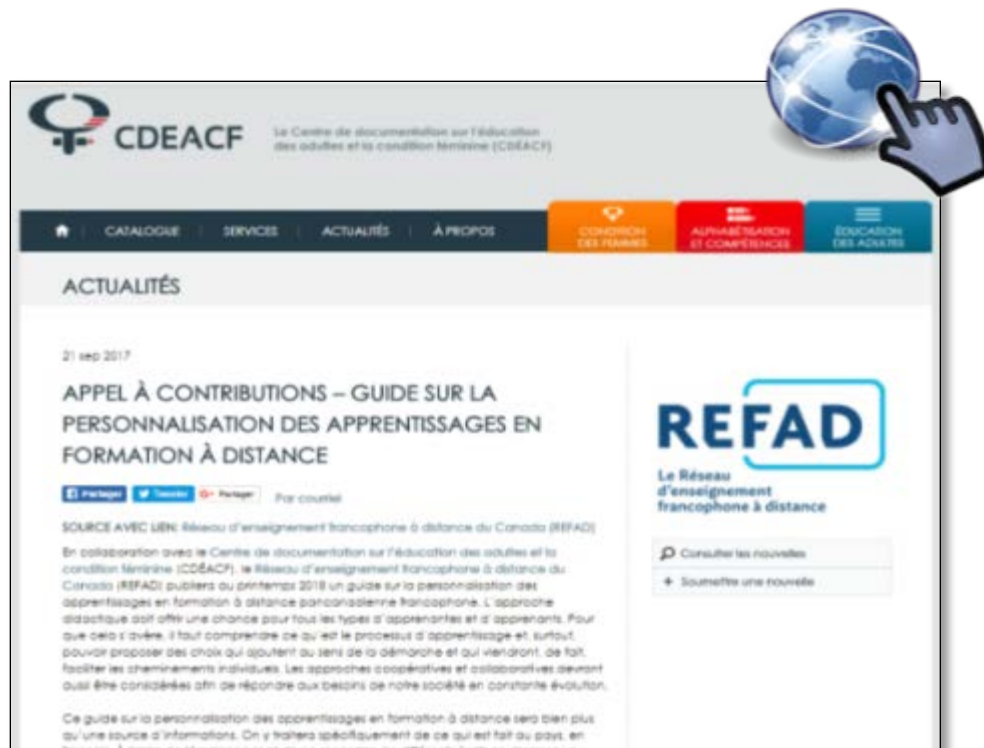 CDEACF
Le Centre de documentation sur l'éducation
des adultes et la condition féminine (CDÉACF)
CATALOGUE
SERVICES
ACTUALITÉS
À PROPOS
CONDITION
DES FEMMES
ALPHABÉTISATION
ET COMPÉTENCES
ÉDUCATION
DES ADULTES
ACTUALITÉS
21 sep 2017
APPEL À CONTRIBUTIONS – GUIDE SUR LA
PERSONNALISATION DES APPRENTISSAGES EN
FORMATION À DISTANCE
Partager
Tweeter
G+ Partager
Par courriel
SOURCE AVEC LIEN: Réseau d'enseignement francophone à distance du Canada (REFAD)
En collaboration avec le Centre de documentation sur l'éducation des adultes et la
condition féminine (CDÉACF), le Réseau d'enseignement francophone à distance du
Canada (REFAD) publiera au printemps 2018 un guide sur la personnalisation des
apprentissages en formation à distance pancanadienne francophone. L'approche
didactique doit offrir une chance pour tous les types d'apprenantes et d'apprenants. Pour
que cela s'avère, il faut comprendre ce qu'est le processus d'apprentissage et, surtout,
pouvoir proposer des choix qui ajoutent au sens de la démarche et qui viendront, de fait,
faciliter les cheminements individuels. Les approches coopératives et collaboratives devront
aussi être considérées afin de répondre aux besoins de notre société en constante évolution.
Ce guide sur la personnalisation des apprentissages en formation à distance sera bien plus
qu'une source d'informations. On y traitera spécifiquement de ce qui est fait au pays, en
REFAD
Le Réseau
d'enseignement
francophone à distance
Consulter les nouvelles
+ Soumettre une nouvelle